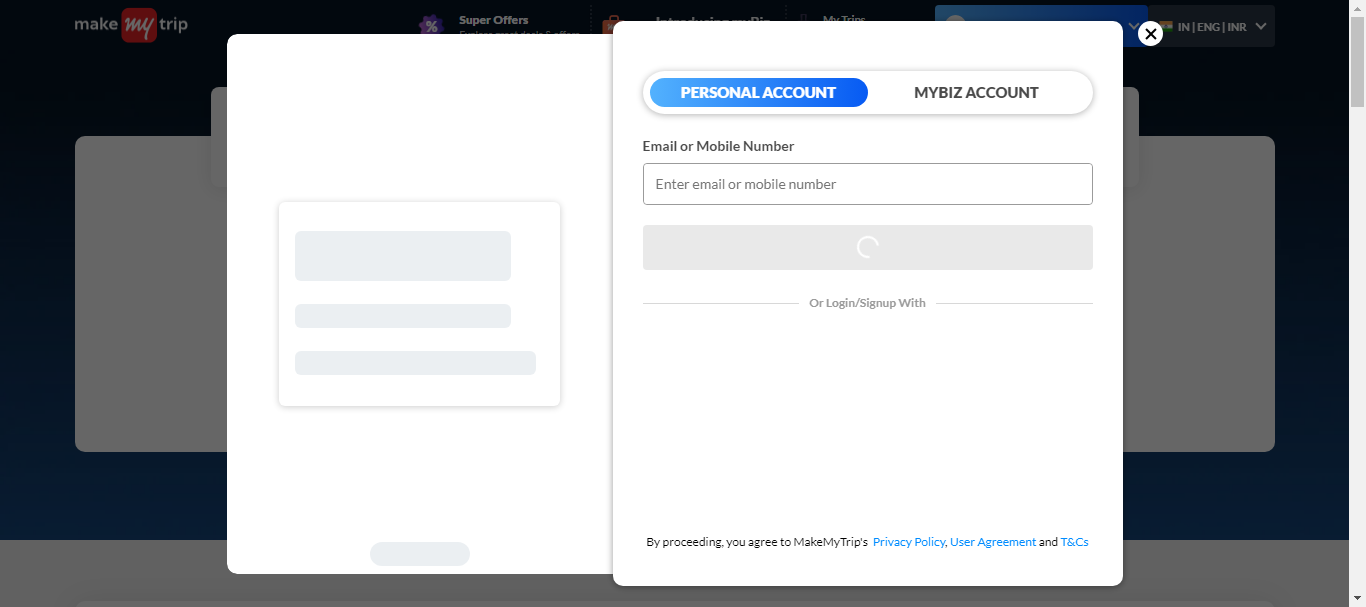 make my trip
Super Offers
Explore great deals & offers
Introducing myBiz
My Trips
IN | ENG | INR
PERSONAL ACCOUNT
MYBIZ ACCOUNT
Email or Mobile Number
Enter email or mobile number
Or Login/Signup With
By proceeding, you agree to MakeMyTrip's Privacy Policy, User Agreement and T&Cs